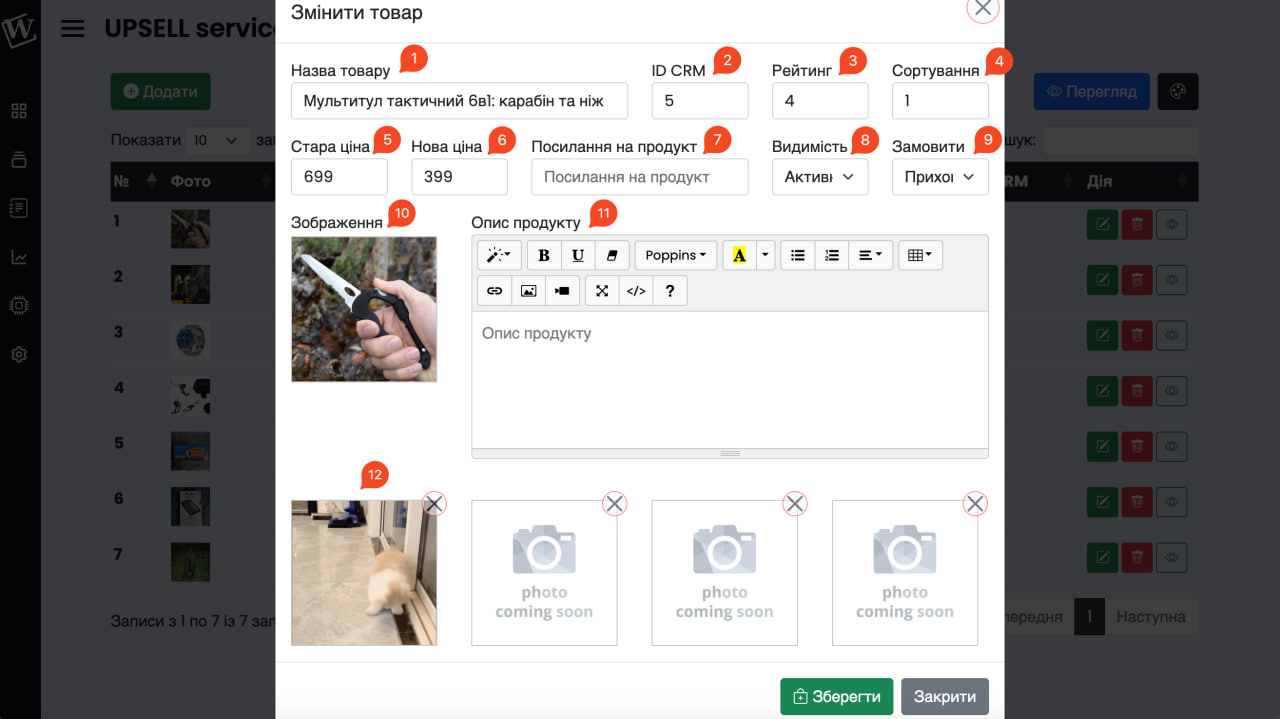 Змінити товар
UPSELL servic
Назва товару 1
ID CRM 2
Рейтинг 3
Сортування 4
Мультитул тактичний 6в1: карабін та ніж
5
4
1
Додати
Перегляд
Показати 10 за
шук:
Стара ціна 5
Нова ціна 6
Посилання на продукт 7
Видимість 8
Замовити 9
699
399
Посилання на продукт
Активн
Прихо
№ Фото
RM
Дія
Зображення 10
Опис продукту 11
B U Poppins A
</> ?
Опис продукту
1
2
3
4
5
6
7
12
photo
coming soon
photo
coming soon
photo
coming soon
Записи з 1 по 7 із 7 зап
передня 1 Наступна
Зберегти
Закрити